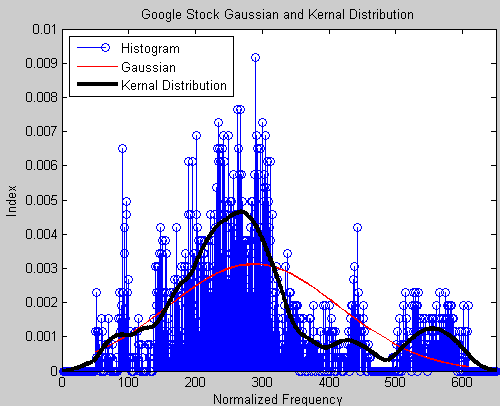 Google Stock Gaussian and Kernal Distribution
0.01
0.009
0.008
0.007
0.006
0.005
0.004
0.003
0.002
0.001
0
Index
Histogram
Gaussian
Kernal Distribution
0 100 200 300 400 500 600
Normalized Frequency